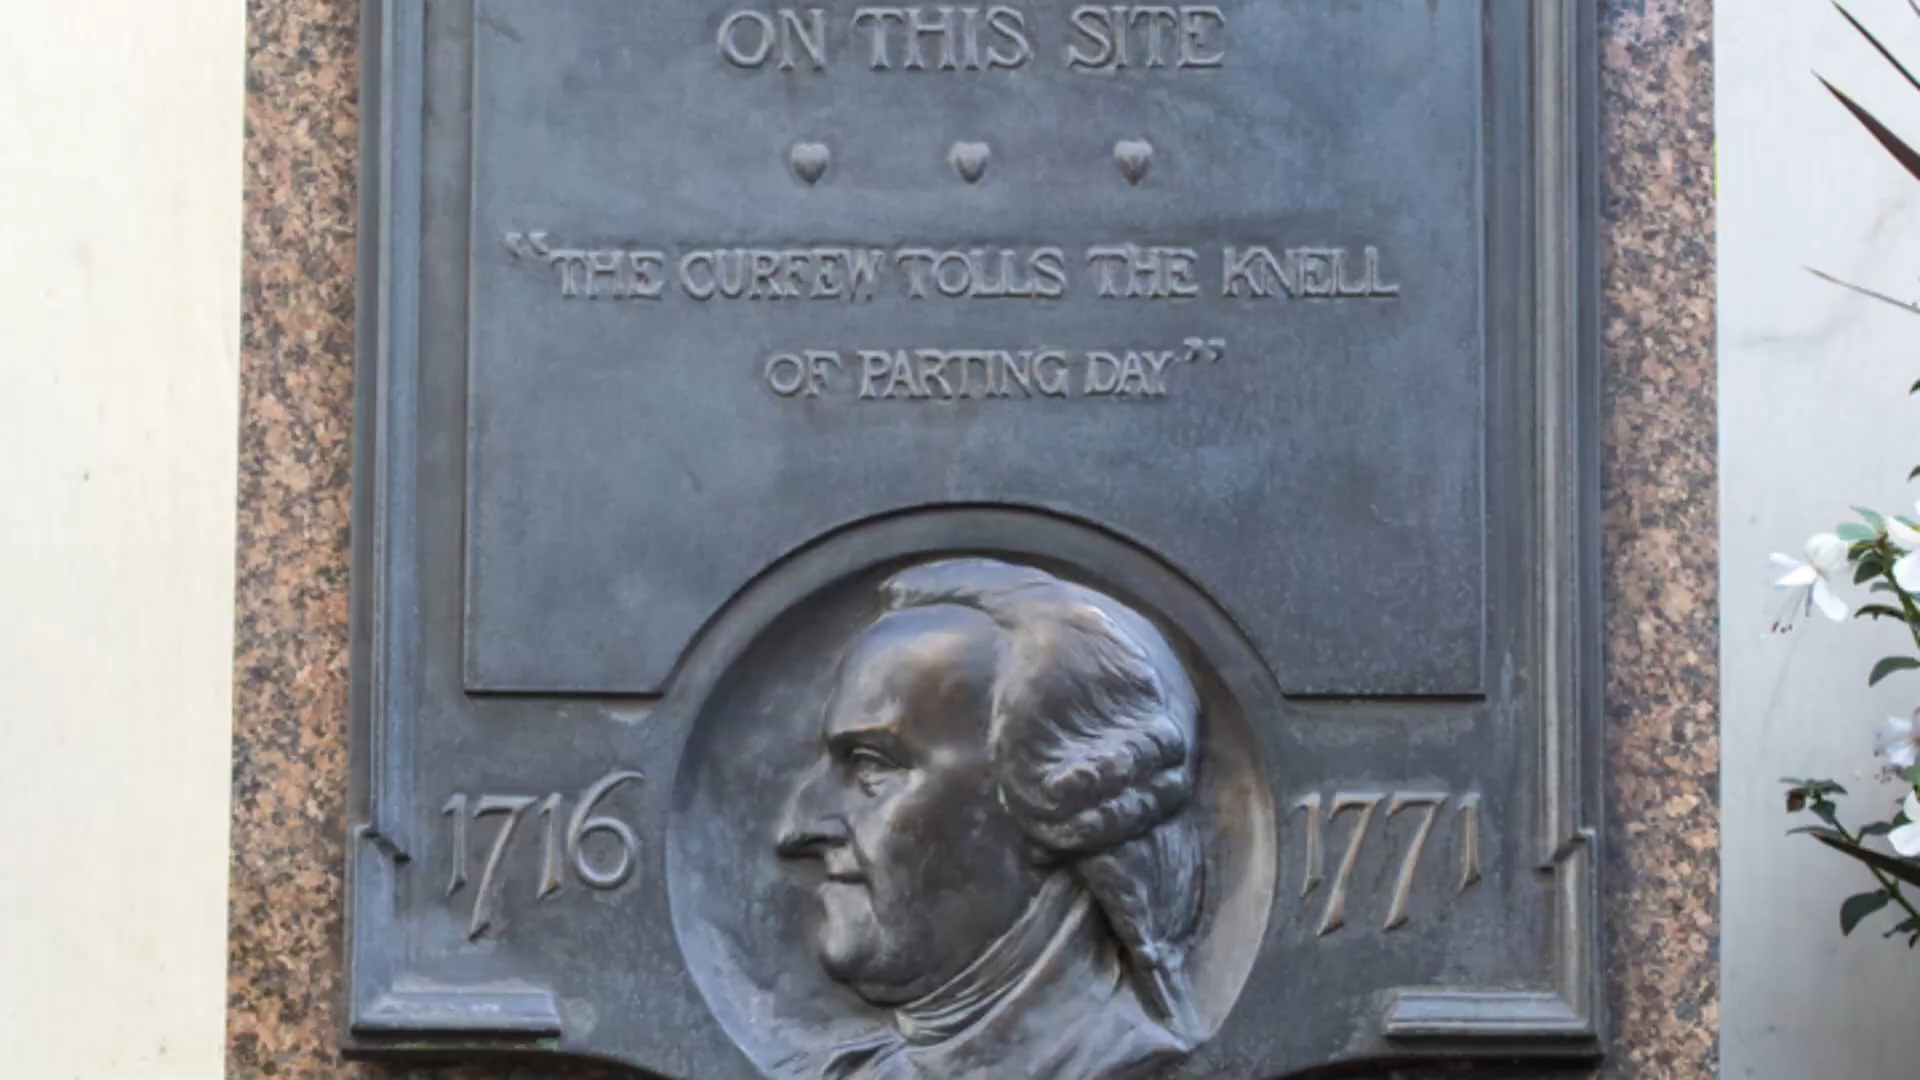 ON THIS SITE
“THE CURFEW TOLLS THE KNELL
OF PARTING DAY”
1716 1771